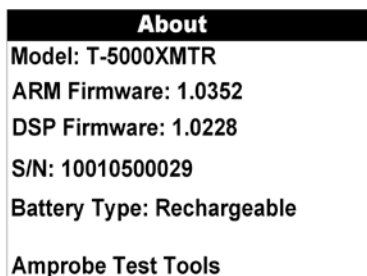 About
Model: T-5000XMTR
ARM Firmware: 1.0352
DSP Firmware: 1.0228
S/N: 10010500029
Battery Type: Rechargeable
Amprobe Test Tools